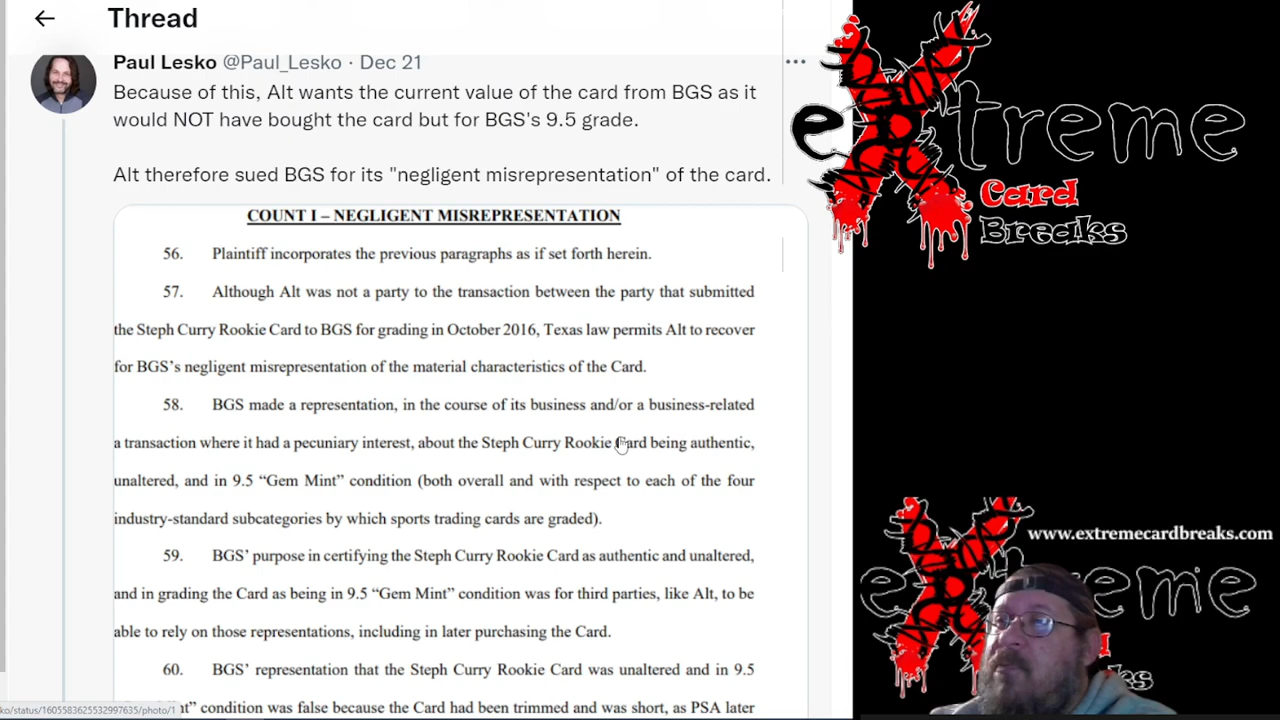 Thread
Paul Lesko @Paul_Lesko · Dec 21
Because of this, Alt wants the current value of the card from BGS as it
would NOT have bought the card but for BGS's 9.5 grade.
Alt therefore sued BGS for its "negligent misrepresentation" of the card.
COUNT I – NEGLIGENT MISREPRESENTATION
56. Plaintiff incorporates the previous paragraphs as if set forth herein.
57. Although Alt was not a party to the transaction between the party that submitted
the Steph Curry Rookie Card to BGS for grading in October 2016, Texas law permits Alt to recover
for BGS's negligent misrepresentation of the material characteristics of the Card.
58. BGS made a representation, in the course of its business and/or a business-related
a transaction where it had a pecuniary interest, about the Steph Curry Rookie Card being authentic,
unaltered, and in 9.5 “Gem Mint” condition (both overall and with respect to each of the four
industry-standard subcategories by which sports trading cards are graded).
59. BGS’ purpose in certifying the Steph Curry Rookie Card as authentic and unaltered,
and in grading the Card as being in 9.5 “Gem Mint” condition was for third parties, like Alt, to be
able to rely on those representations, including in later purchasing the Card.
60. BGS’ representation that the Steph Curry Rookie Card was unaltered and in 9.5
condition was false because the Card had been trimmed and was short, as PSA later
ko/status/1605583625532997635/photo/1
eXtreme
Card
Breaks
www.extremecardbreaks.com
eXtreme